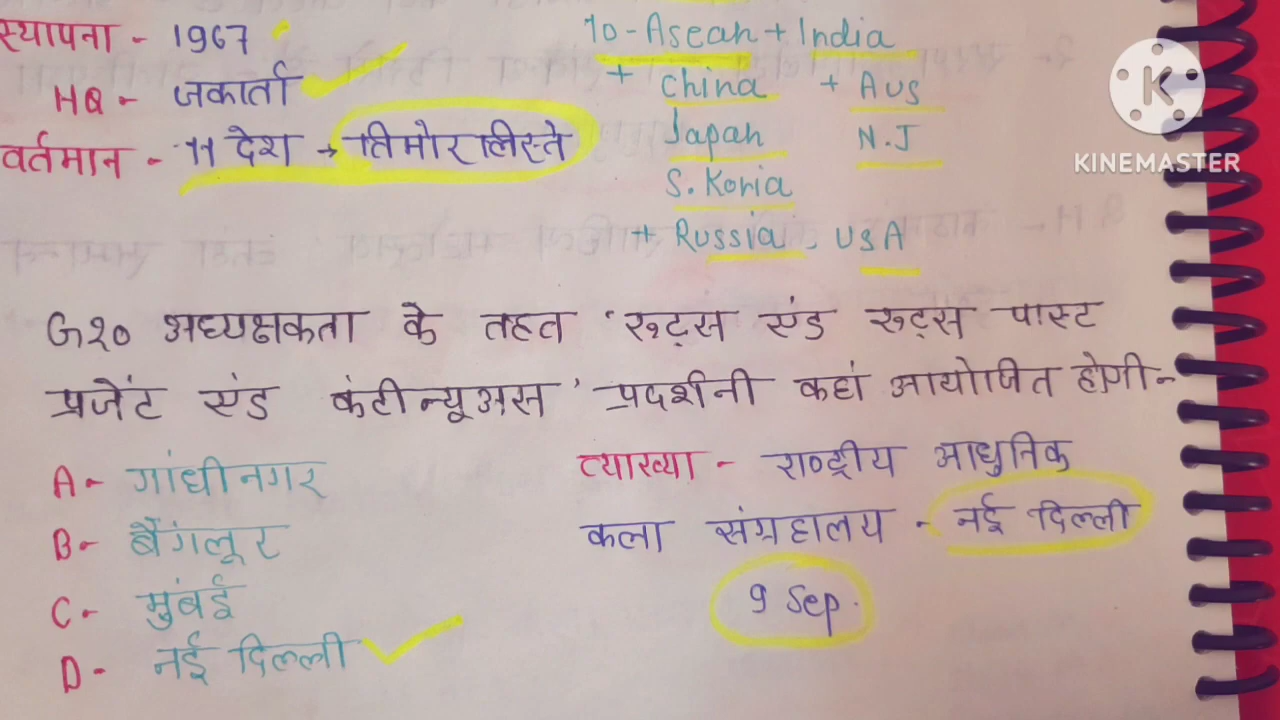 स्थापना - 1967
HQ - जकार्ता
वर्तमान - 11 देश → तिमोर लिस्ते
10-Asean + India
+ China + Aus
Japan N.J
S. Koria
+ Russia, USA
G20 अध्यक्षकता के तहत 'रुट्स एंड रुट्स पास्ट
प्रजेंट एंड कंटीन्यूअस' प्रदर्शनी कहां आयोजित होगी-
A- गांधीनगर
B- बैंगलूर
C- मुंबई
D- नई दिल्ली
व्याख्या - राष्ट्रीय आधुनिक
कला संग्रहालय - नई दिल्ली
9 Sep.
K
KINEMASTER